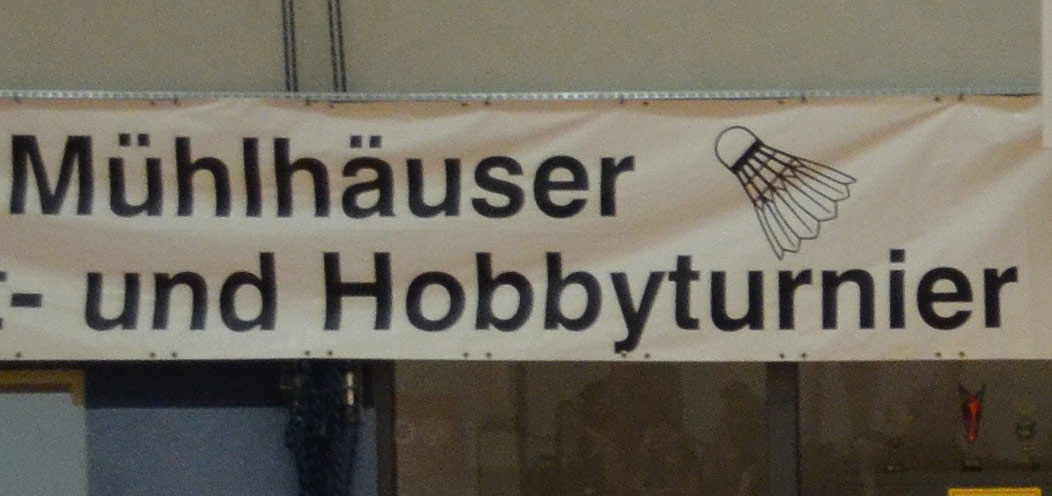 Mühlhäuser
- und Hobbyturnier